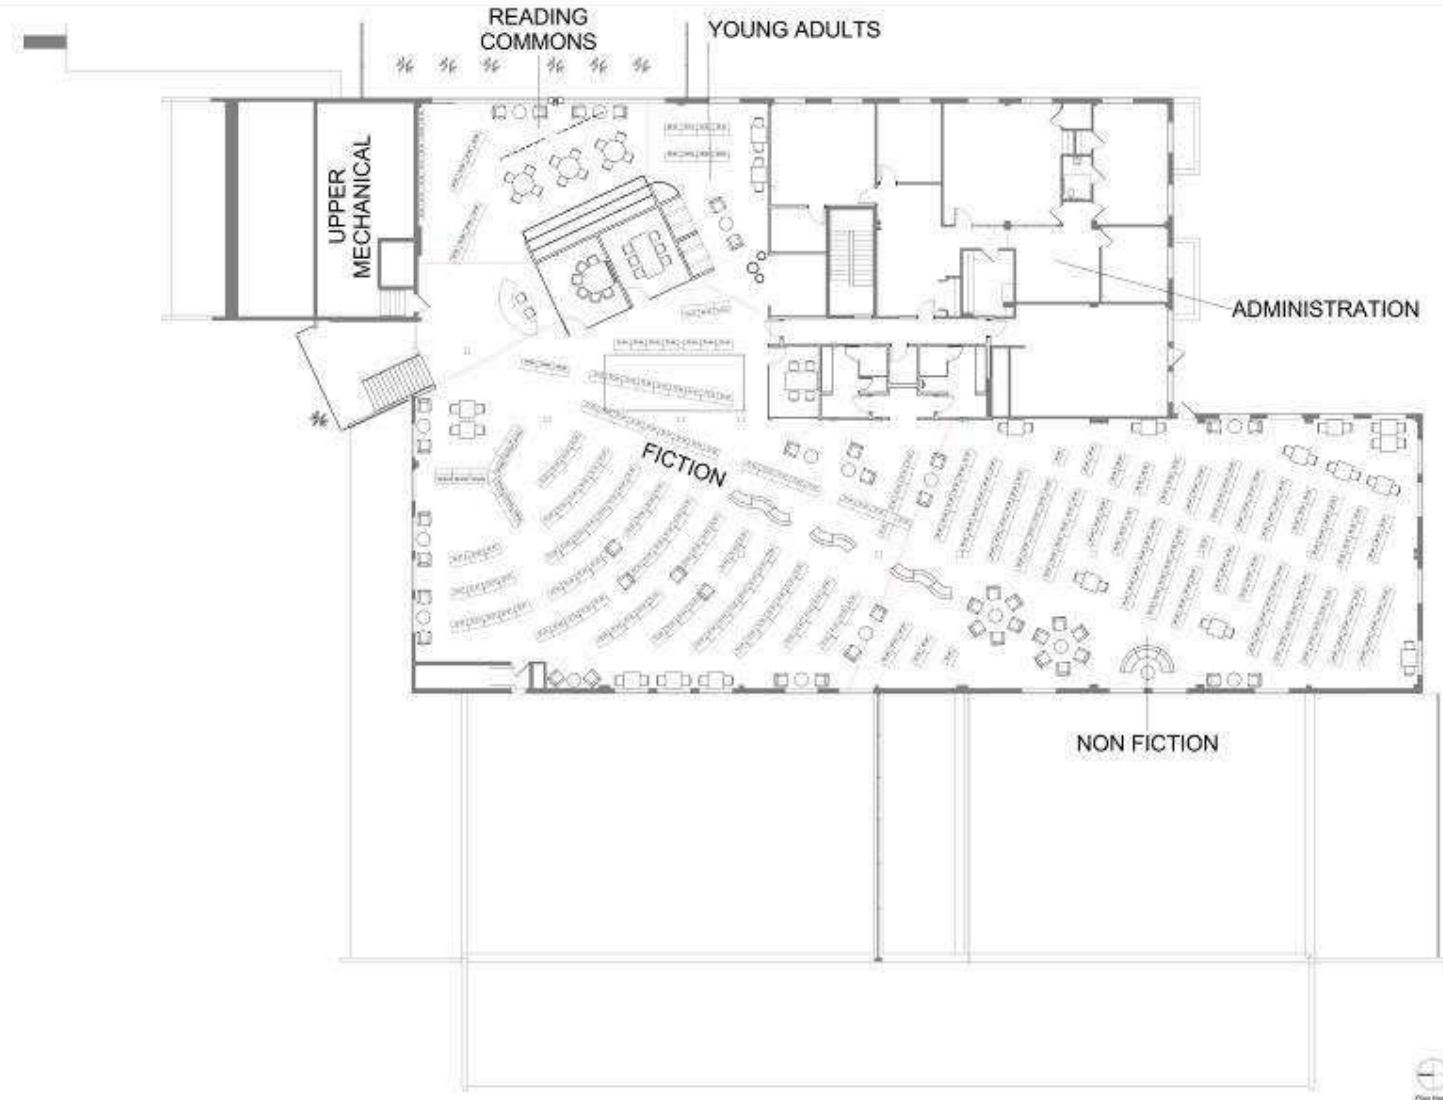 READING
COMMONS
YOUNG ADULTS
UPPER
MECHANICAL
ADMINISTRATION
FICTION
NON FICTION